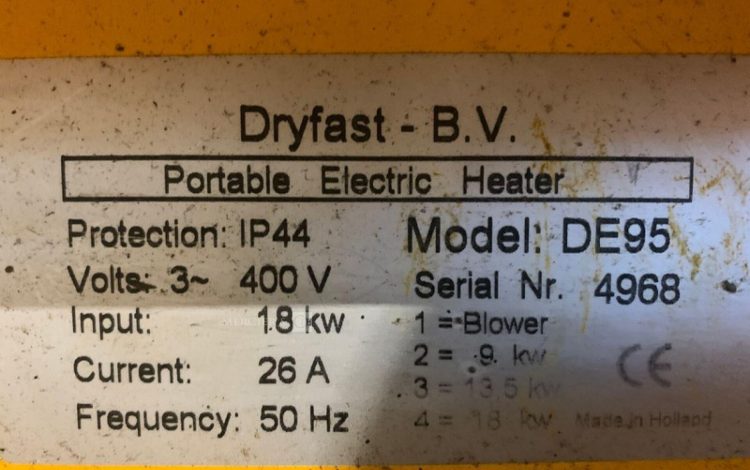 Dryfast - B.V.
Portable Electric Heater
Protection: IP44
Volts: 3~ 400 V
Input: 18 kw
Current: 26 A
Frequency: 50 Hz
Model: DE95
Serial Nr. 4968
1 = Blower
2 = 9 kw
3 = 13,5 kw
4 = 18 kw
CE
Made in Holland